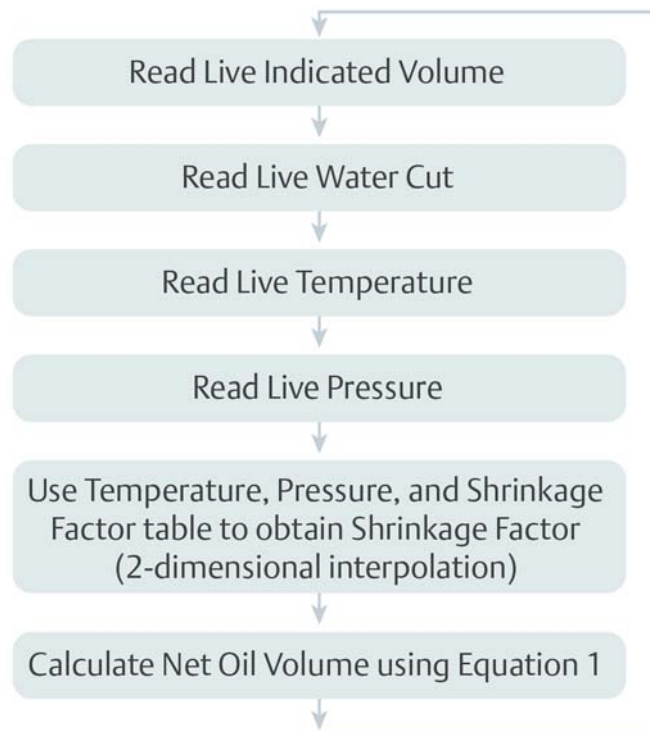 Read Live Indicated Volume
Read Live Water Cut
Read Live Temperature
Read Live Pressure
Use Temperature, Pressure, and Shrinkage
Factor table to obtain Shrinkage Factor
(2-dimensional interpolation)
Calculate Net Oil Volume using Equation 1